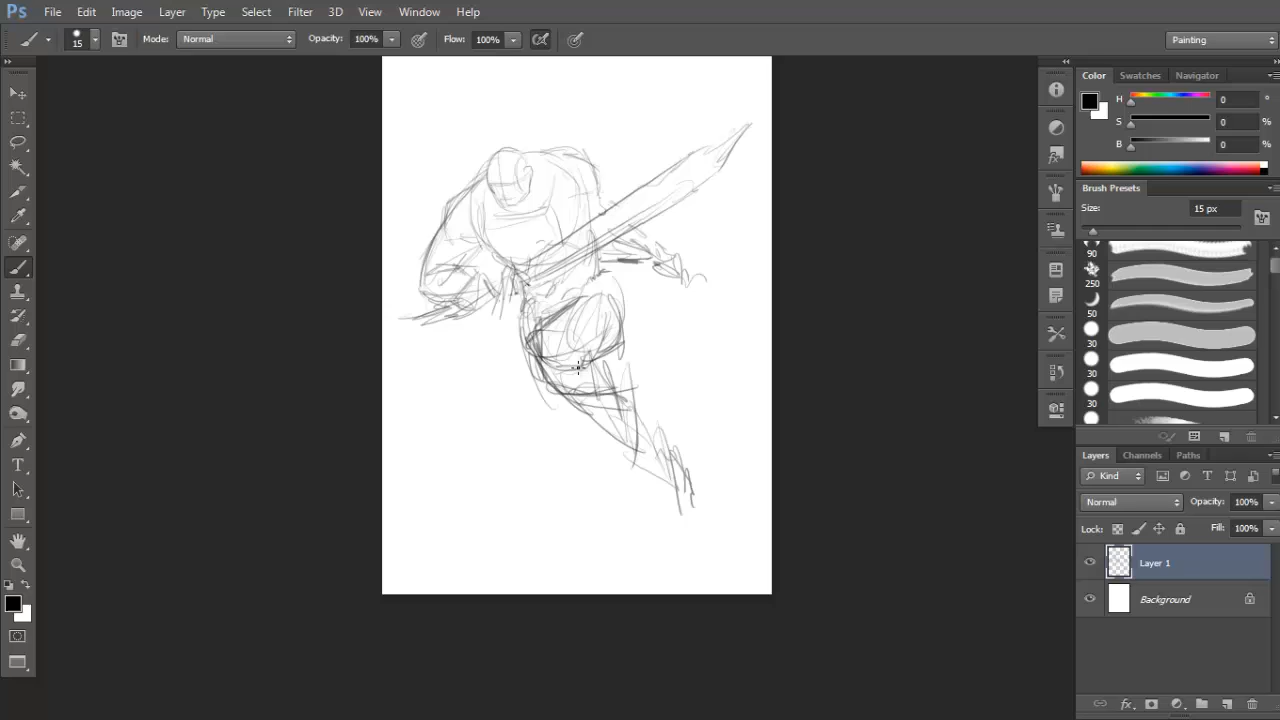 Ps File Edit Image Layer Type Select Filter 3D View Window Help
15 Mode: Normal Opacity: 100% Flow: 100% Painting
Color Swatches Navigator
H 0 °
S 0 %
B 0 %
Brush Presets
Size: 15 px
90
250
50
30
30
30
Layers Channels Paths
Kind
Normal Opacity: 100%
Lock: Fill: 100%
Layer 1
Background